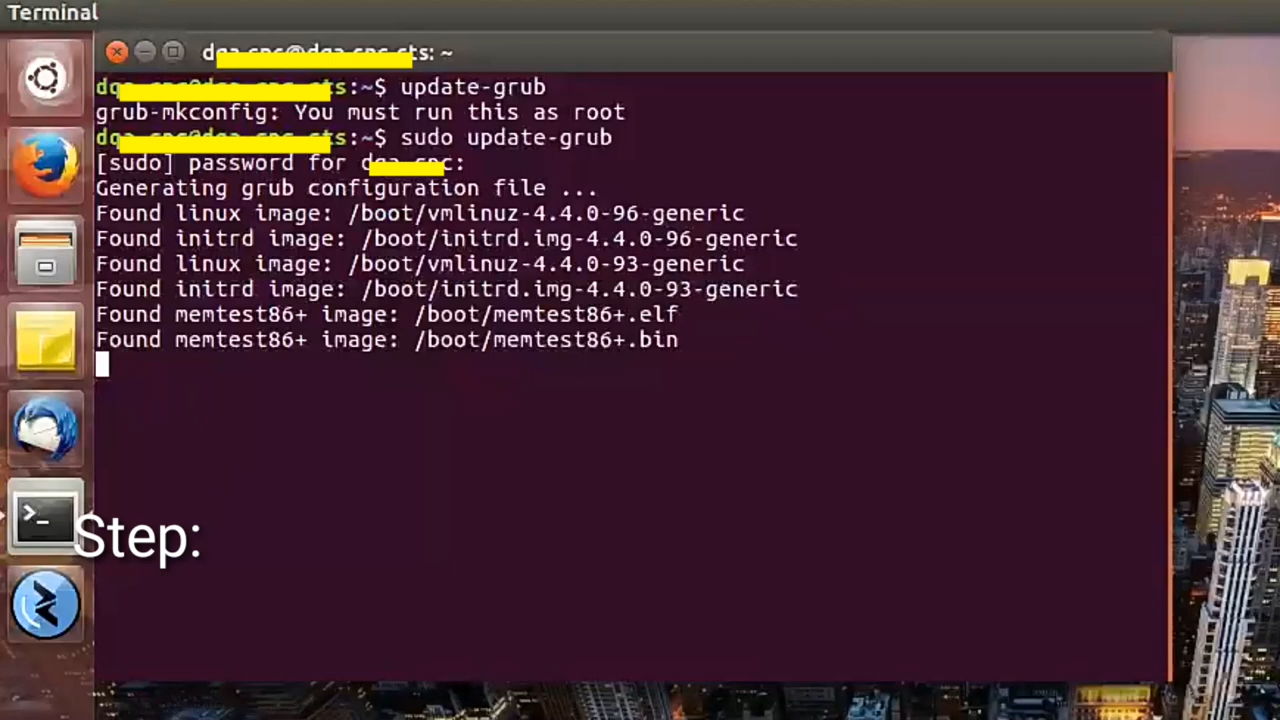 Terminal
: ~
:~$ update-grub
grub-mkconfig: You must run this as root
:~$ sudo update-grub
[sudo] password for
Generating grub configuration file ...
Found linux image: /boot/vmlinuz-4.4.0-96-generic
Found initrd image: /boot/initrd.img-4.4.0-96-generic
Found linux image: /boot/vmlinuz-4.4.0-93-generic
Found initrd image: /boot/initrd.img-4.4.0-93-generic
Found memtest86+ image: /boot/memtest86+.elf
Found memtest86+ image: /boot/memtest86+.bin
Step: